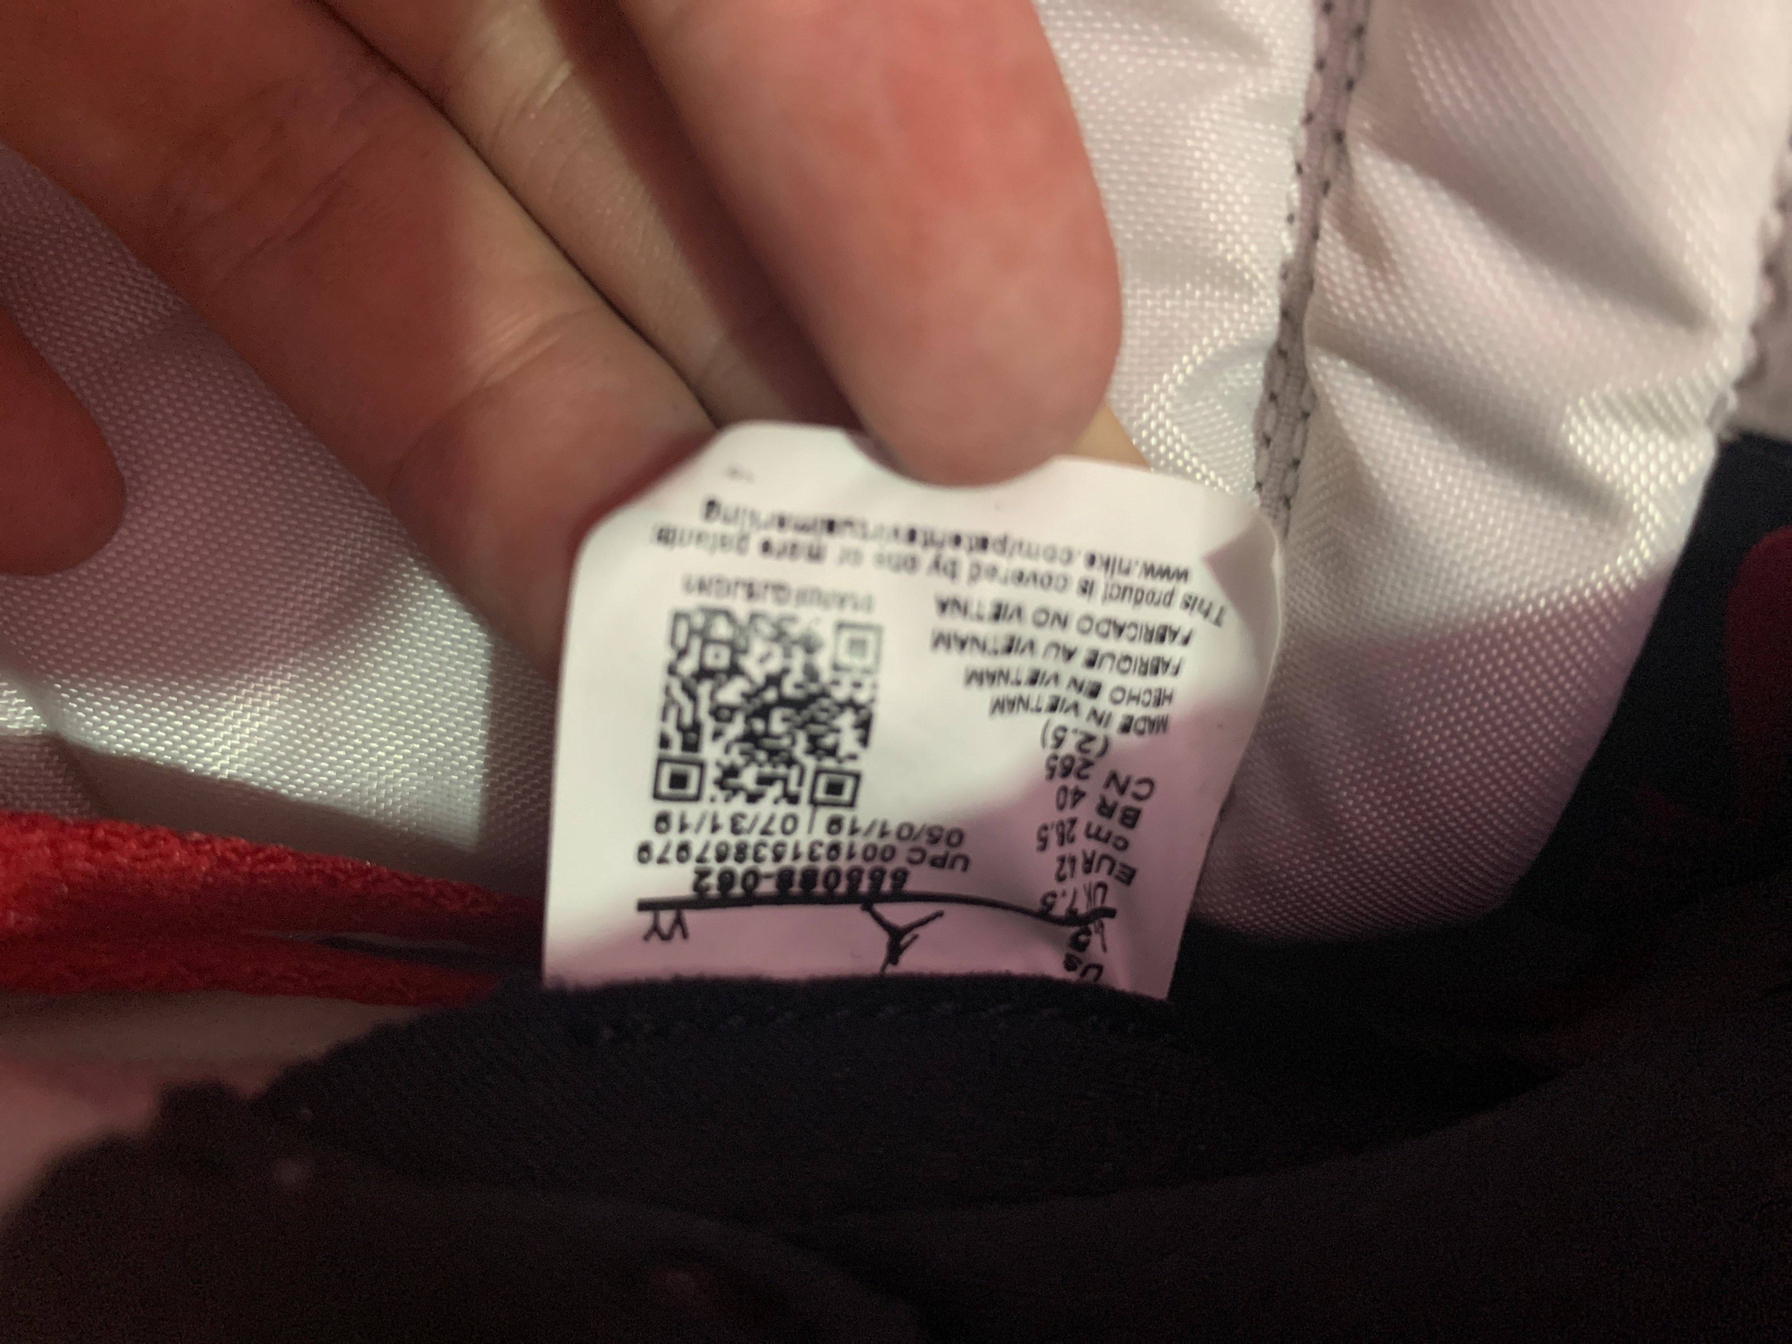 YY
555088-062
UPC 00193153867979
05/01/19 | 07/31/19
US
UK 7.5
EUR 42
cm 26.5
BR 40
CN 265
(2.5)
MADE IN VIETNAM
HECHO EN VIETNAM
FABRIQUE AU VIETNAM
FABRICADO NO VIETNA
This product is covered by one or more patents
www.nike.com/patentsvirtualmarking